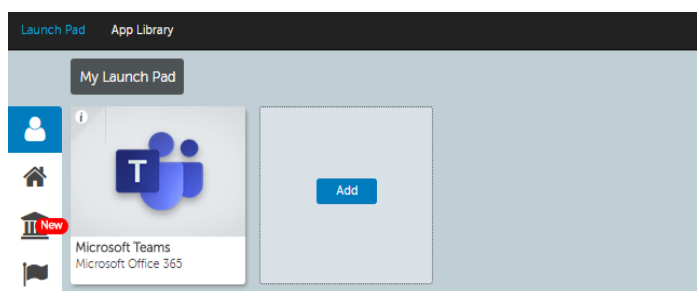 Launch Pad App Library
My Launch Pad
i
T
Add
New
Microsoft Teams
Microsoft Office 365